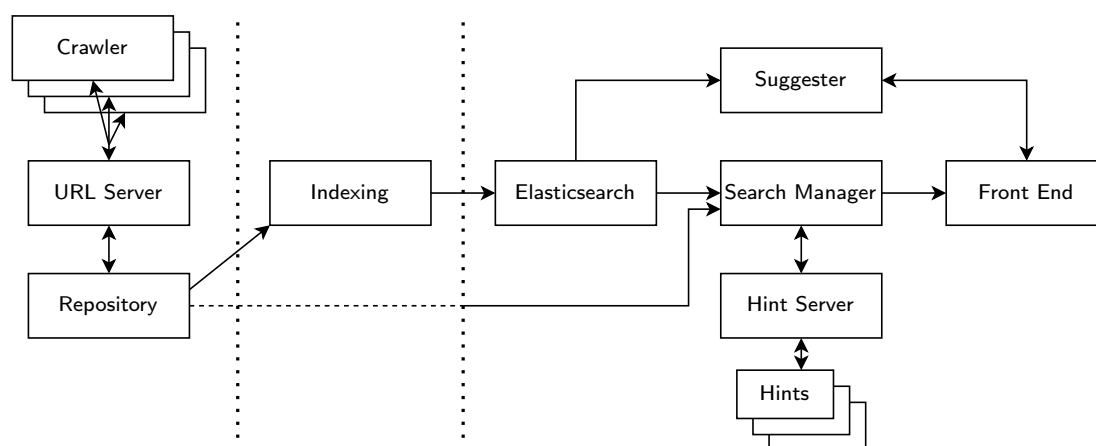 Crawler
Suggester
URL Server
Indexing
Elasticsearch
Search Manager
Front End
Repository
Hint Server
Hints